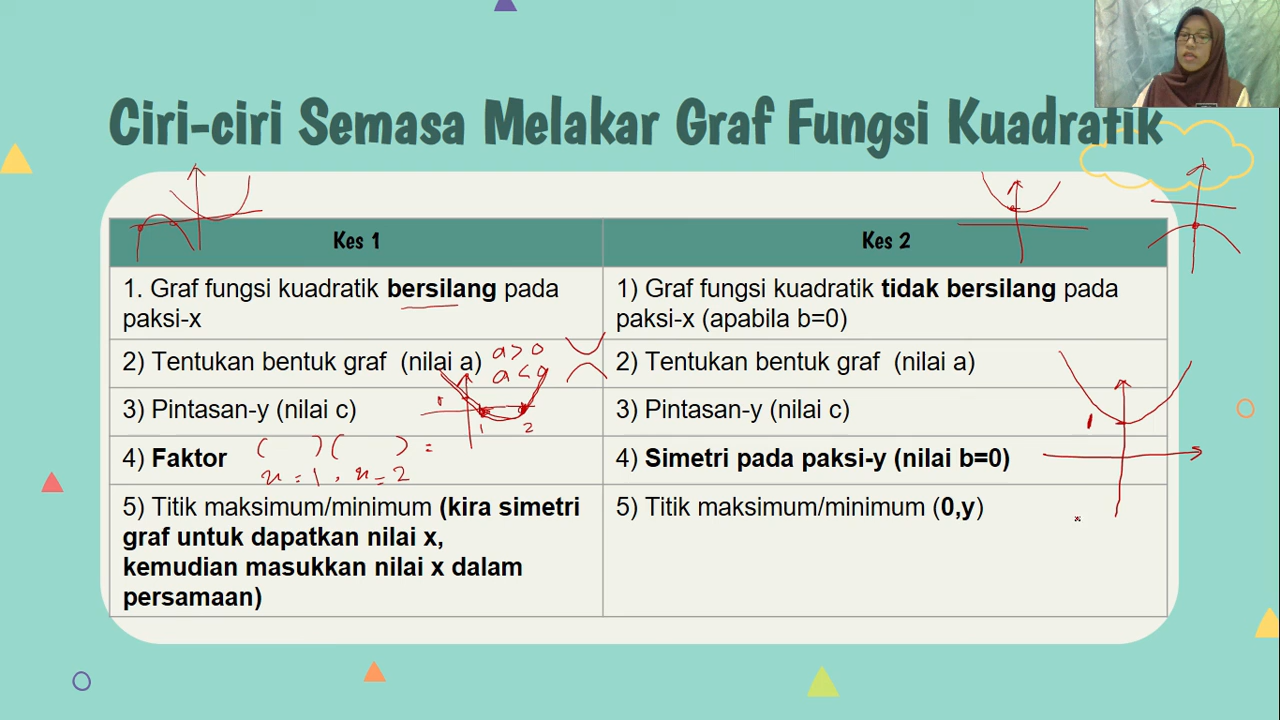 Ciri-ciri Semasa Melakar Graf Fungsi Kuadratik
Kes 1
Kes 2
1. Graf fungsi kuadratik bersilang pada
paksi-x
1) Graf fungsi kuadratik tidak bersilang pada
paksi-x (apabila b=0)
2) Tentukan bentuk graf (nilai a)
a > 0
a < 0
2) Tentukan bentuk graf (nilai a)
3) Pintasan-y (nilai c)
1 2
3) Pintasan-y (nilai c)
1
4) Faktor
( ) ( ) =
x = 1 , x = 2
4) Simetri pada paksi-y (nilai b=0)
5) Titik maksimum/minimum (kira simetri
graf untuk dapatkan nilai x,
kemudian masukkan nilai x dalam
persamaan)
5) Titik maksimum/minimum (0,y)